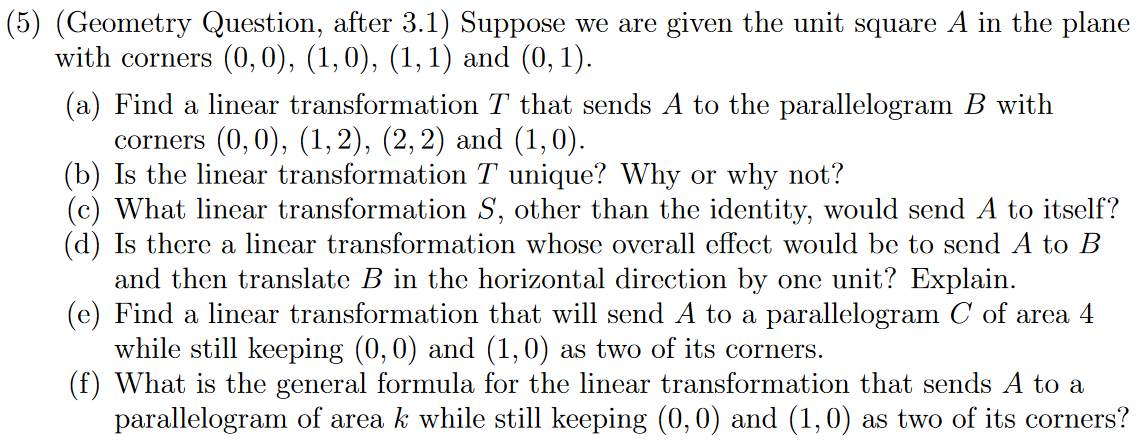 (5) (Geometry Question, after 3.1) Suppose we are given the unit square A in the plane
with corners (0, 0), (1, 0), (1, 1) and (0, 1).
(a) Find a linear transformation T that sends A to the parallelogram B with
corners (0, 0), (1, 2), (2, 2) and (1, 0).
(b) Is the linear transformation T unique? Why or why not?
(c) What linear transformation S, other than the identity, would send A to itself?
(d) Is there a linear transformation whose overall effect would be to send A to B
and then translate B in the horizontal direction by one unit? Explain.
(e) Find a linear transformation that will send A to a parallelogram C of area 4
while still keeping (0, 0) and (1, 0) as two of its corners.
(f) What is the general formula for the linear transformation that sends A to a
parallelogram of area k while still keeping (0, 0) and (1, 0) as two of its corners?